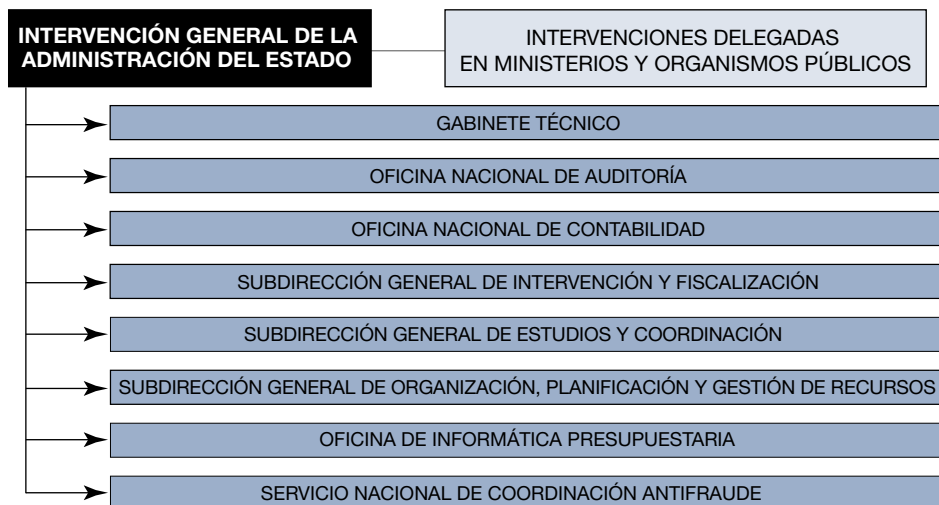 INTERVENCIÓN GENERAL DE LA
ADMINISTRACIÓN DEL ESTADO
INTERVENCIONES DELEGADAS
EN MINISTERIOS Y ORGANISMOS PÚBLICOS
GABINETE TÉCNICO
OFICINA NACIONAL DE AUDITORÍA
OFICINA NACIONAL DE CONTABILIDAD
SUBDIRECCIÓN GENERAL DE INTERVENCIÓN Y FISCALIZACIÓN
SUBDIRECCIÓN GENERAL DE ESTUDIOS Y COORDINACIÓN
SUBDIRECCIÓN GENERAL DE ORGANIZACIÓN, PLANIFICACIÓN Y GESTIÓN DE RECURSOS
OFICINA DE INFORMÁTICA PRESUPUESTARIA
SERVICIO NACIONAL DE COORDINACIÓN ANTIFRAUDE